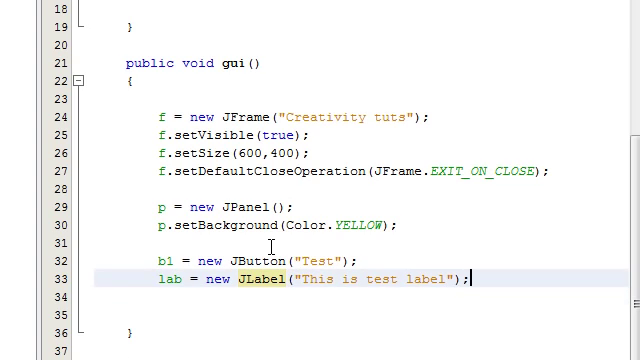 18
19 }
20
21 public void gui()
22 {
23
24 f = new JFrame("Creativity tuts");
25 f.setVisible(true);
26 f.setSize(600,400);
27 f.setDefaultCloseOperation(JFrame.EXIT_ON_CLOSE);
28
29 p = new JPanel();
30 p.setBackground(Color.YELLOW);
31
32 b1 = new JButton("Test");
33 lab = new JLabel("This is test label");
34
35
36 }
37